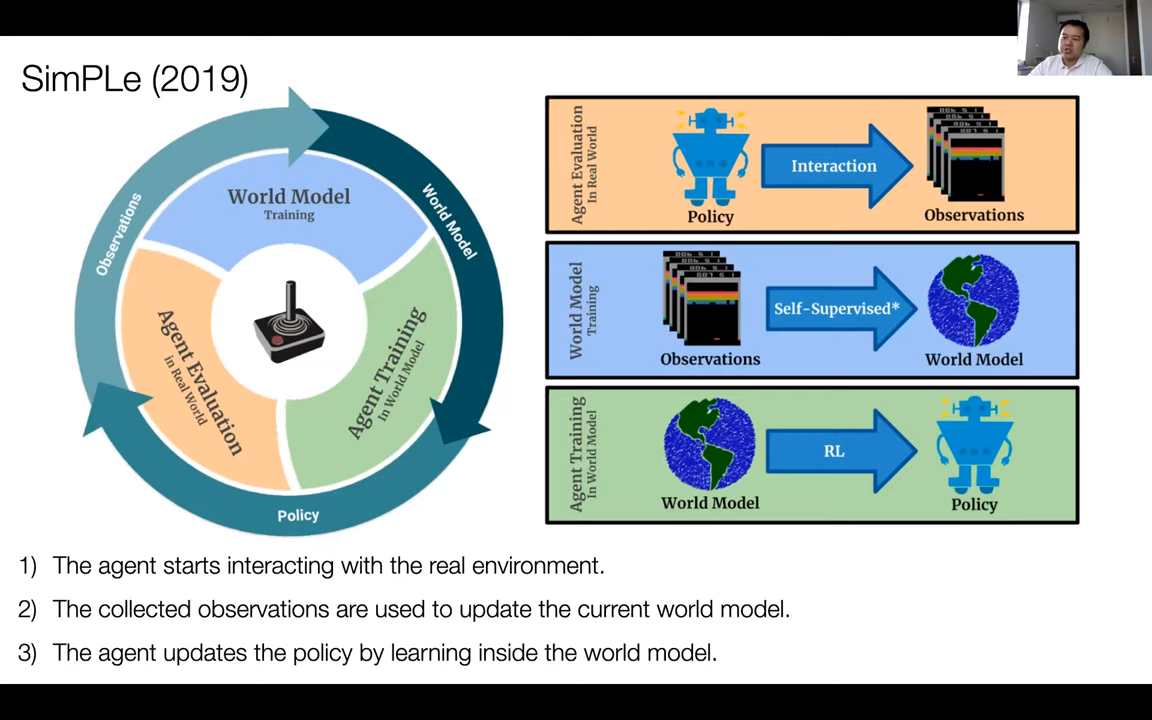 SimPLe (2019)
Observations
World Model
Policy
World Model
Training
Agent Evaluation
in Real World
Agent Training
In World Model
Agent Evaluation
In Real World
Policy
Interaction
Observations
World Model
Training
Observations
Self-Supervised*
World Model
Agent Training
In World Model
World Model
RL
Policy
1) The agent starts interacting with the real environment.
2) The collected observations are used to update the current world model.
3) The agent updates the policy by learning inside the world model.